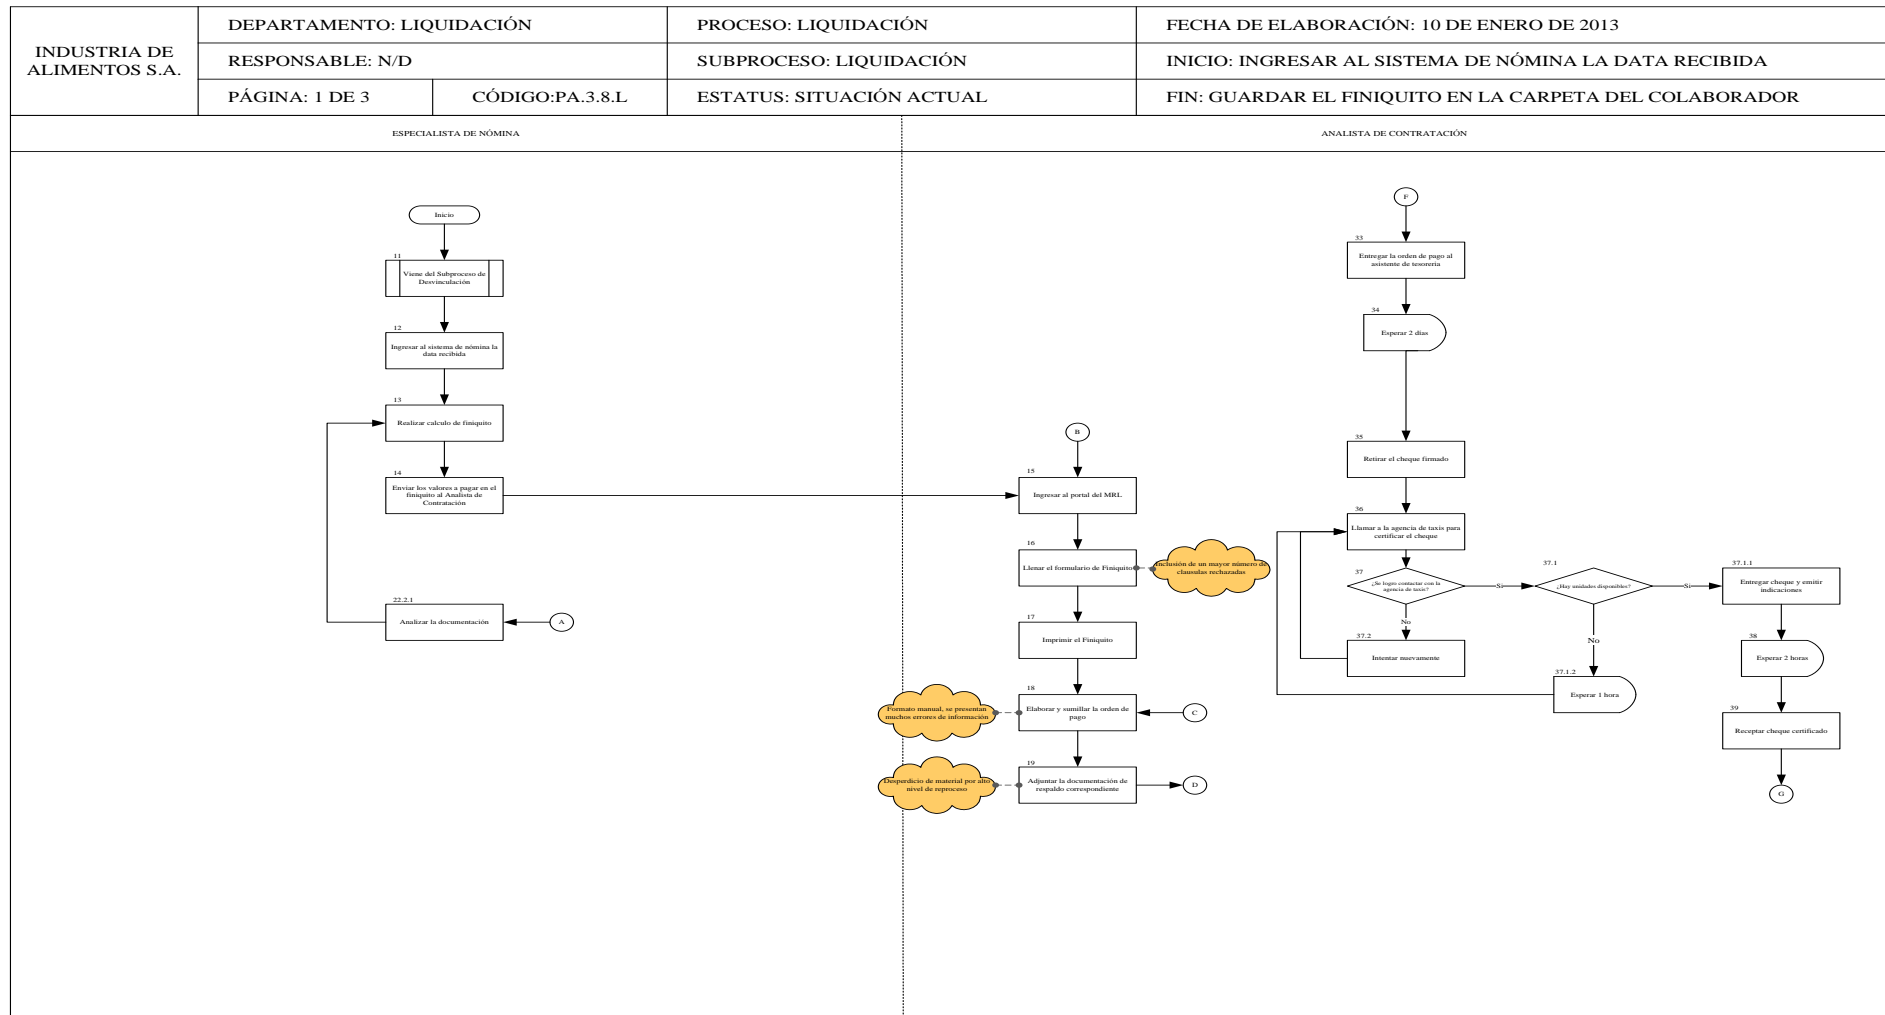 INDUSTRIA DE
ALIMENTOS S.A.
DEPARTAMENTO: LIQUIDACIÓN
PROCESO: LIQUIDACIÓN
FECHA DE ELABORACIÓN: 10 DE ENERO DE 2013
RESPONSABLE: N/D
SUBPROCESO: LIQUIDACIÓN
INICIO: INGRESAR AL SISTEMA DE NÓMINA LA DATA RECIBIDA
PÁGINA: 1 DE 3
CÓDIGO:PA.3.8.L
ESTATUS: SITUACIÓN ACTUAL
FIN: GUARDAR EL FINIQUITO EN LA CARPETA DEL COLABORADOR
ESPECIALISTA DE NÓMINA
ANALISTA DE CONTRATACIÓN
Inicio
11
Viene del Subproceso de
Desvinculación
12
Ingresar al sistema de nómina la
data recibida
13
Realizar calculo de finiquito
14
Enviar los valores a pagar en el
finiquito al Analista de
Contratación
22.2.1
Analizar la documentación
A
B
15
Ingresar al portal del MRL
16
Llenar el formulario de Finiquito
Inclusión de un mayor número de
clausulas rechazadas
17
Imprimir el Finiquito
18
Elaborar y sumillar la orden de
pago
Formato manual, se presentan
muchos errores de información
C
19
Adjuntar la documentación de
respaldo correspondiente
Desperdicio de material por alto
nivel de reproceso
D
F
33
Entregar la orden de pago al
asistente de tesorería
34
Esperar 2 días
35
Retirar el cheque firmado
36
Llamar a la agencia de taxis para
certificar el cheque
37
¿Se logro contactar con la
agencia de taxis?
Si
No
37.2
Intentar nuevamente
37.1
¿Hay unidades disponibles?
Si
No
37.1.2
Esperar 1 hora
37.1.1
Entregar cheque y emitir
indicaciones
38
Esperar 2 horas
39
Receptar cheque certificado
G